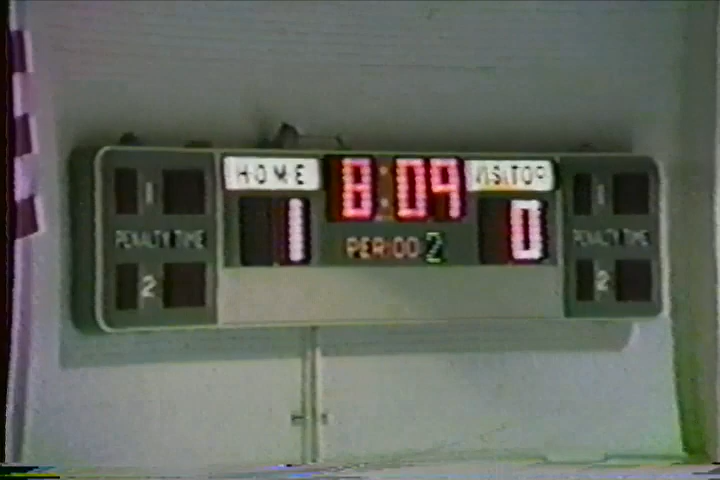 HOME 8:09 VISITOR
1 1 0 1
PENALTY TIME PERIOD 2 PENALTY TIME
2 2